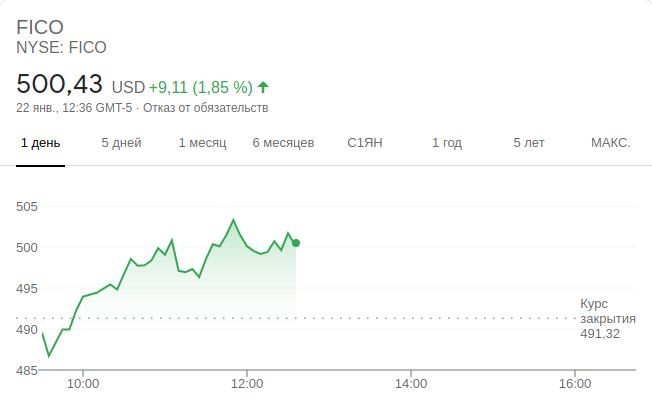 FICO
NYSE: FICO
500,43 USD +9,11 (1,85 %)
22 янв., 12:36 GMT-5 · Отказ от обязательств
1 день 5 дней 1 месяц 6 месяцев С1ЯН 1 год 5 лет МАКС.
505
500
495
490
485
Курс
закрытия
491,32
10:00 12:00 14:00 16:00